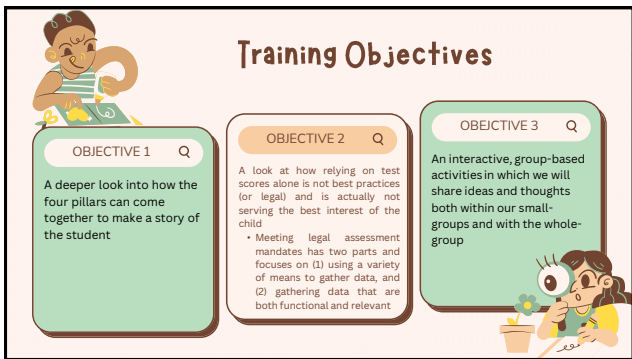 Training Objectives
OBJECTIVE 1
A deeper look into how the
four pillars can come
together to make a story of
the student
OBJECTIVE 2
A look at how relying on test
scores alone is not best practices
(or legal) and is actually not
serving the best interest of the
child
• Meeting legal assessment
mandates has two parts and
focuses on (1) using a variety
of means to gather data, and
(2) gathering data that are
both functional and relevant
OBEJCTIVE 3
An interactive, group-based
activities in which we will
share ideas and thoughts
both within our small-
groups and with the whole-
group